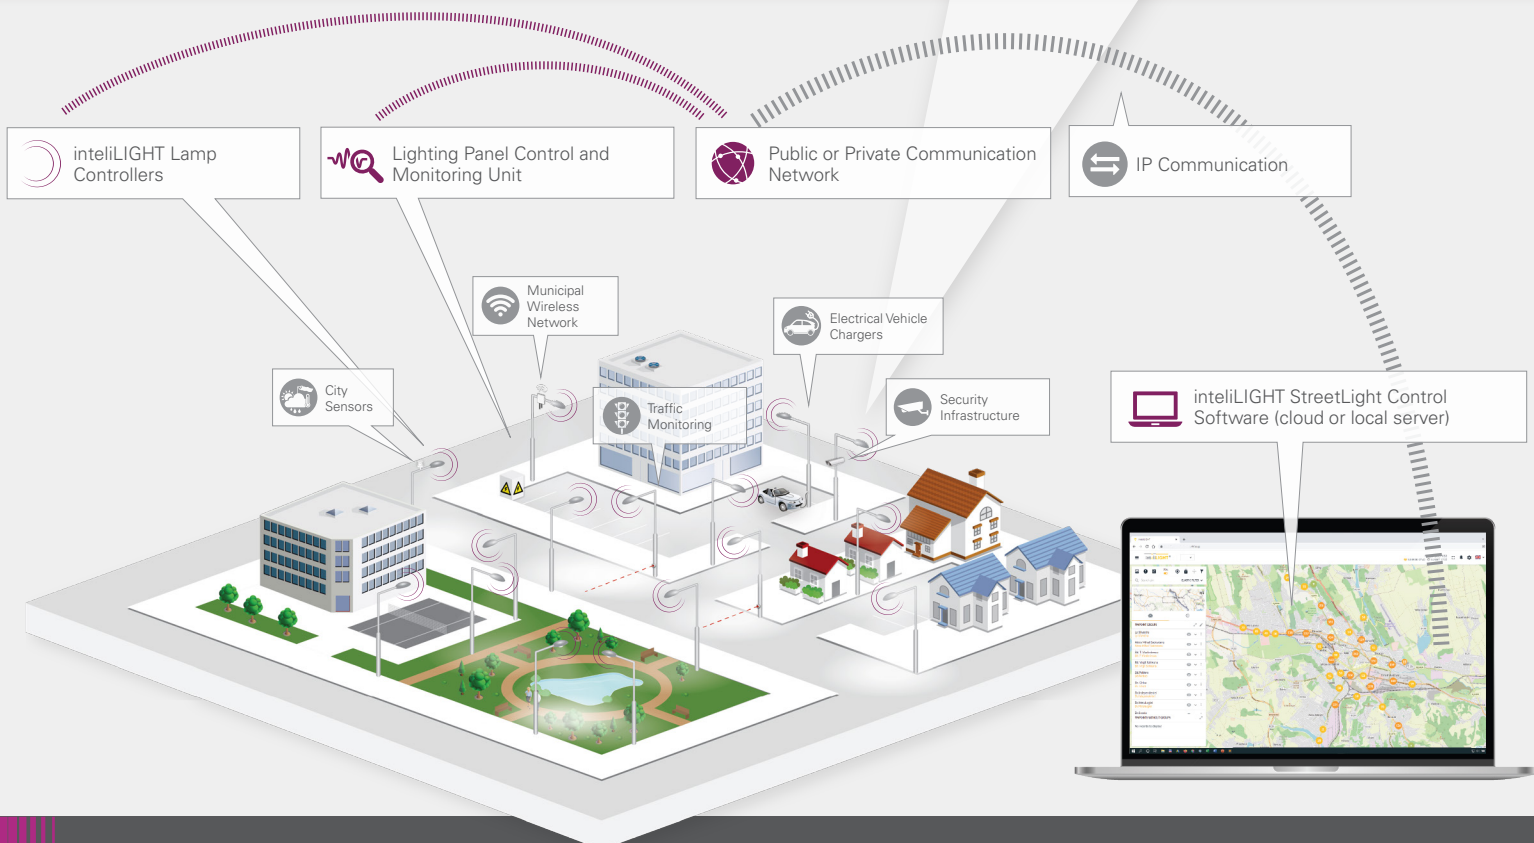 inteliLIGHT Lamp
Controllers
Lighting Panel Control and
Monitoring Unit
Public or Private Communication
Network
IP Communication
Municipal
Wireless
Network
Electrical Vehicle
Chargers
City
Sensors
Traffic
Monitoring
Security
Infrastructure
inteliLIGHT StreetLight Control
Software (cloud or local server)